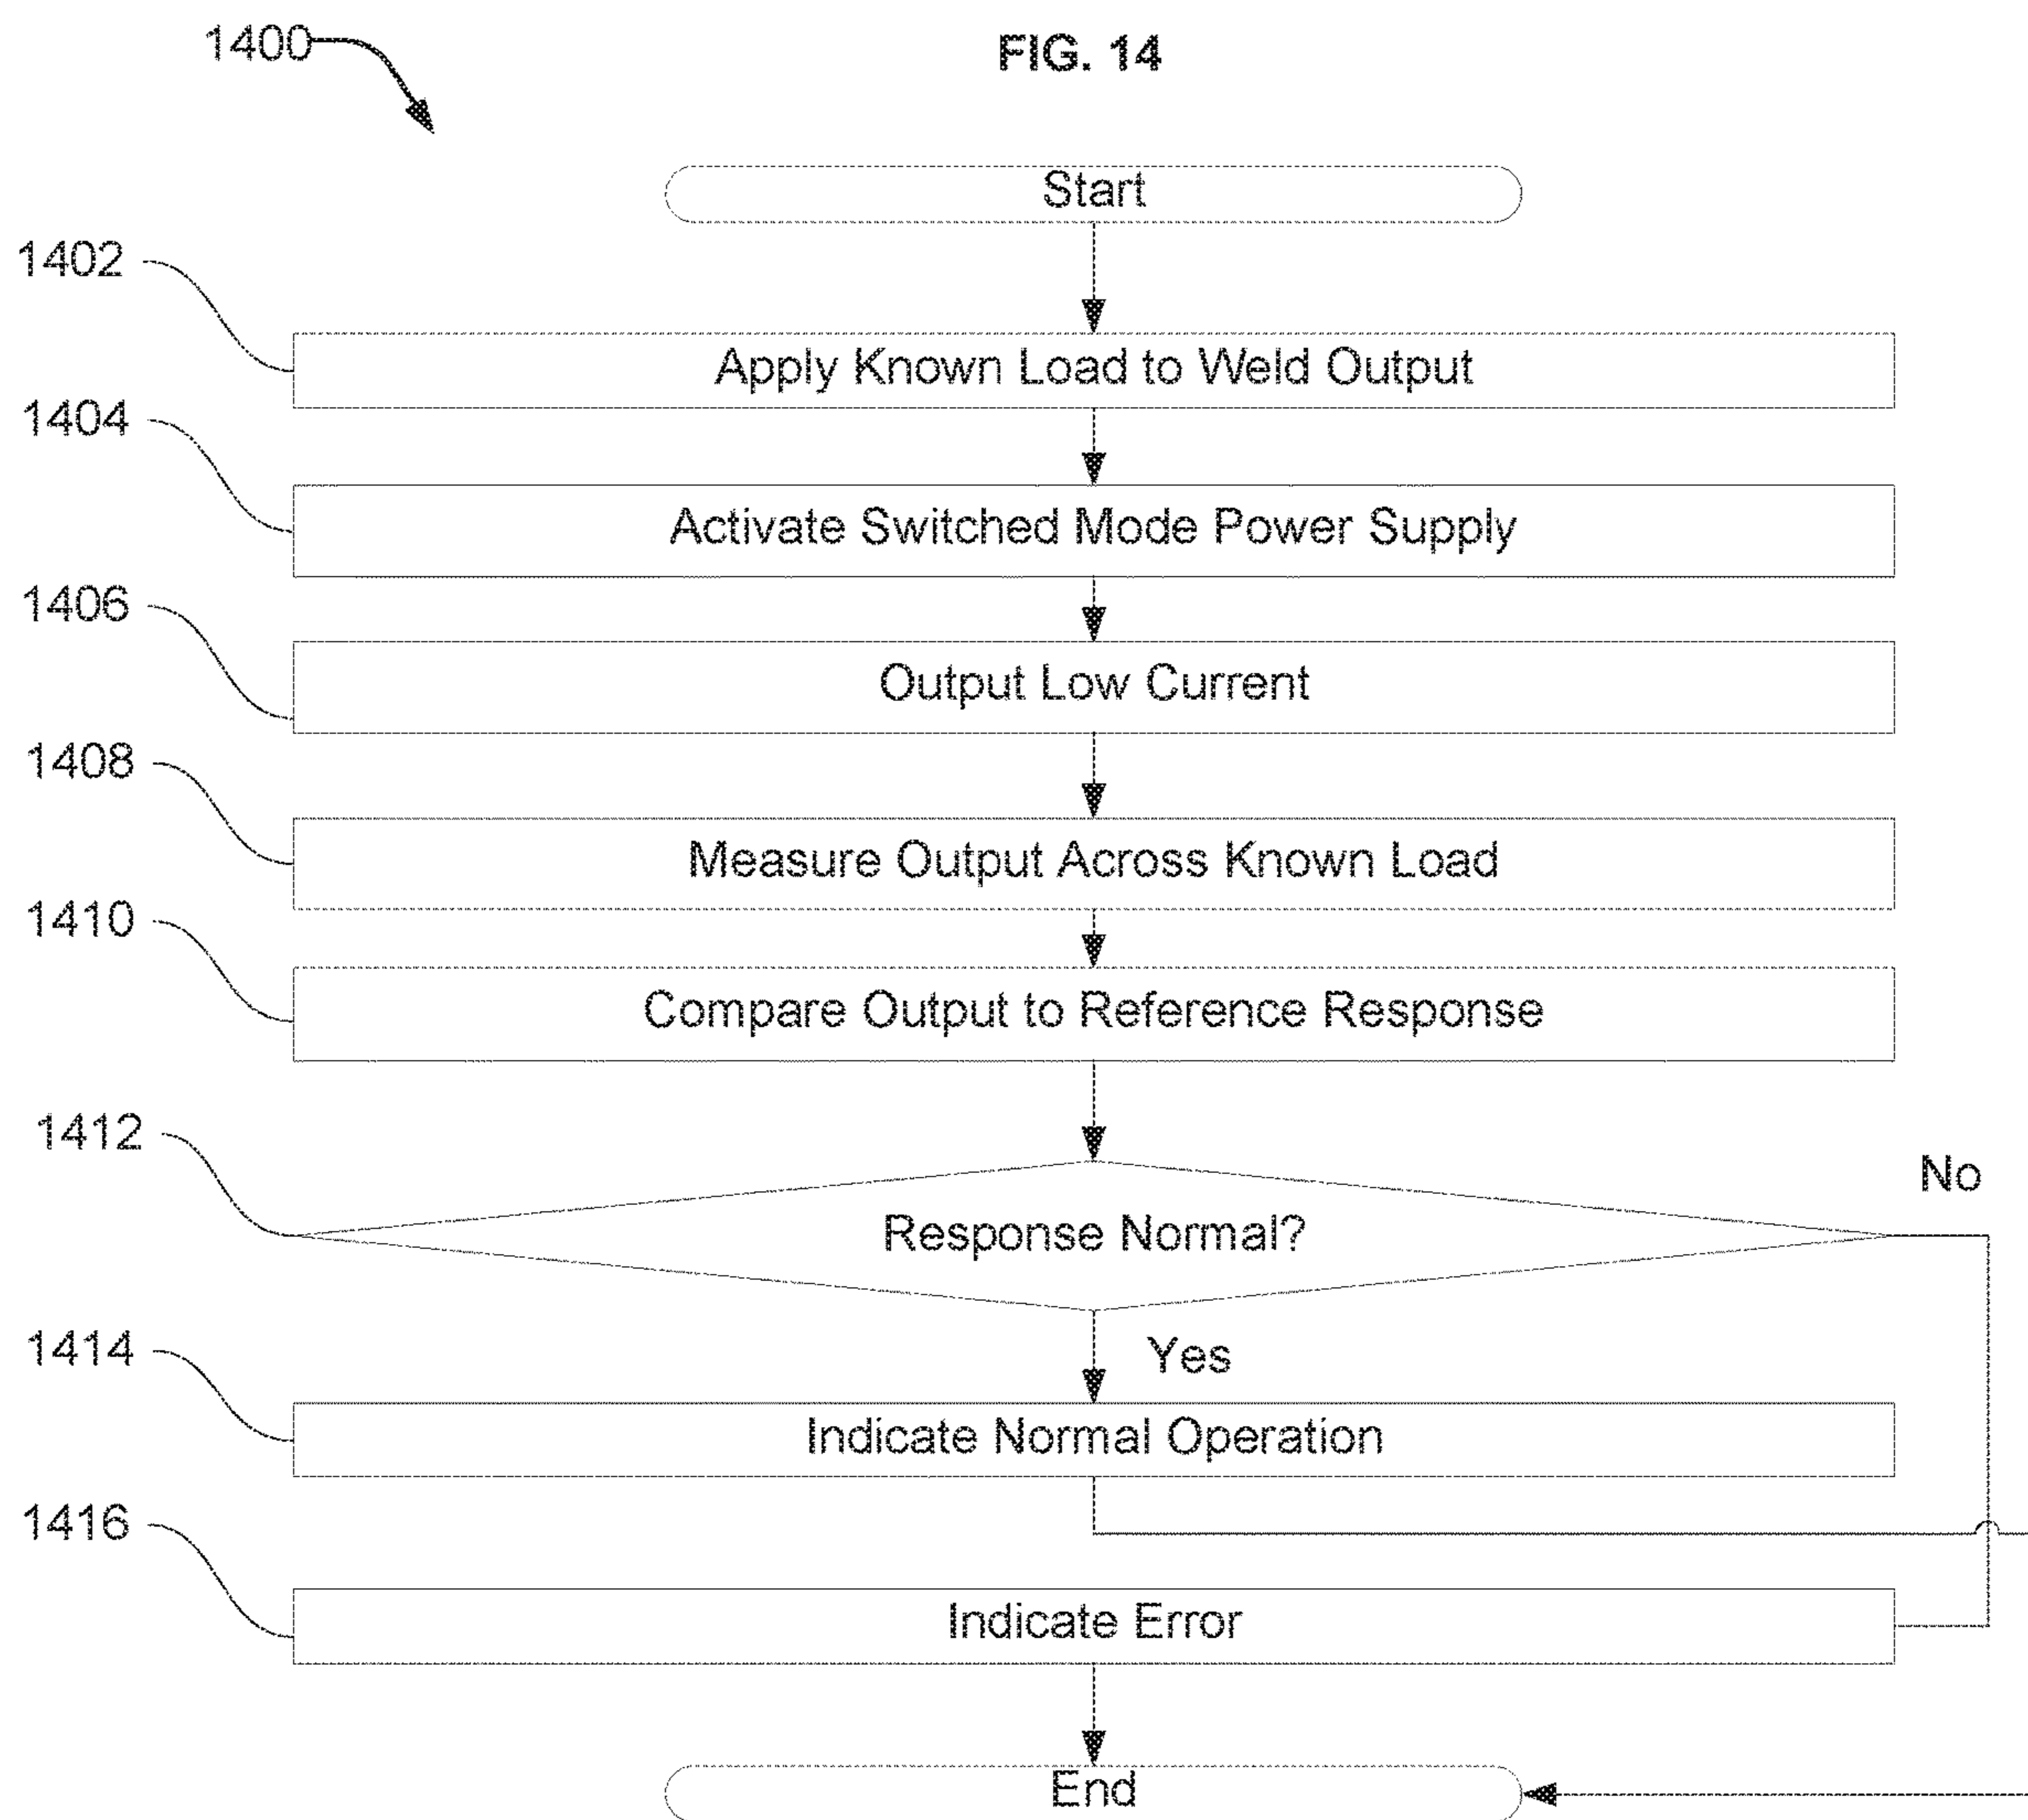 1400
FIG. 14
Start
1402
Apply Known Load to Weld Output
1404
Activate Switched Mode Power Supply
1406
Output Low Current
1408
Measure Output Across Known Load
1410
Compare Output to Reference Response
1412
No
Response Normal?
Yes
1414
Indicate Normal Operation
1416
Indicate Error
End